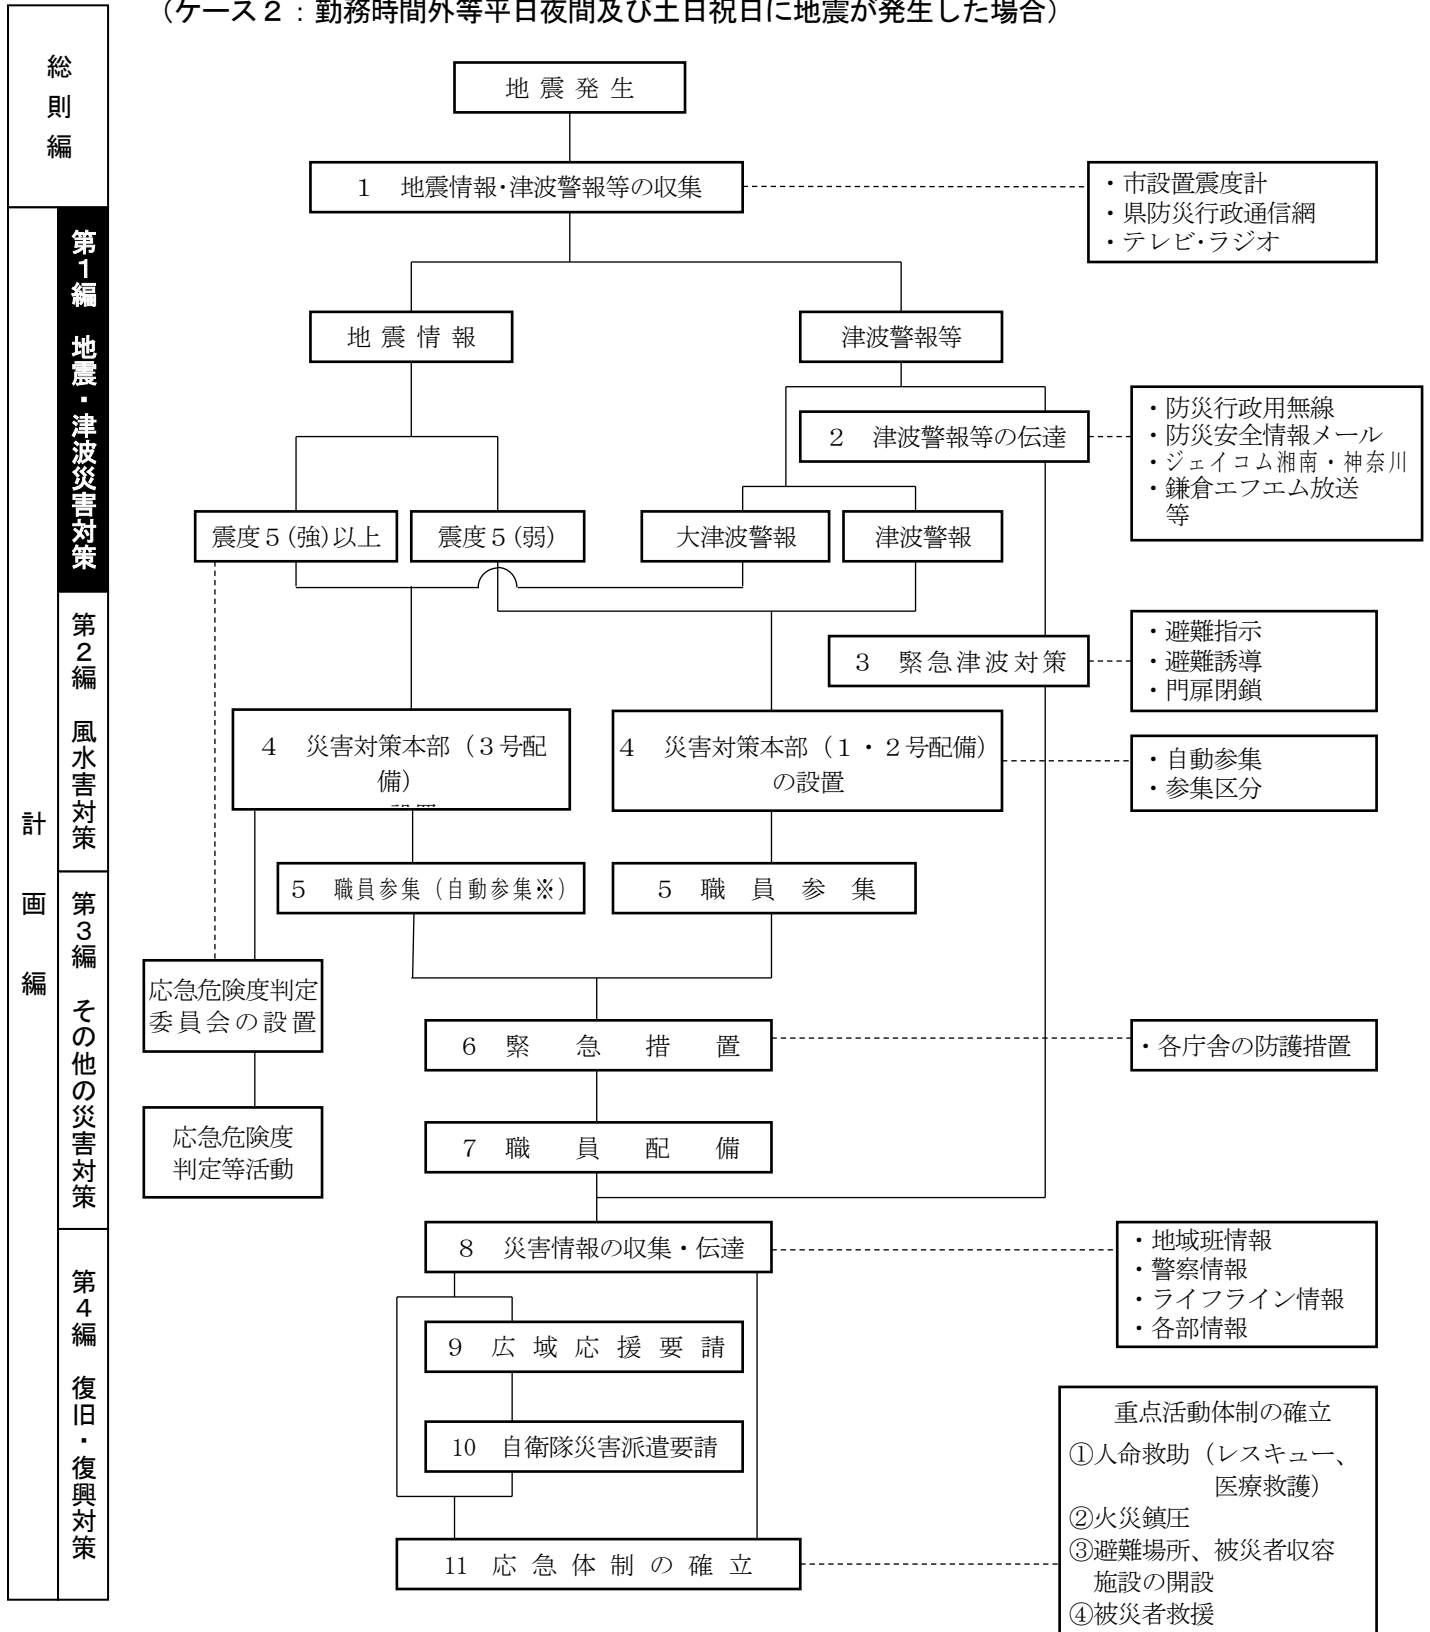 （ケース２：勤務時間外等平日夜間及び土日祝日に地震が発生した場合）
総則編
計画編
第１編　地震・津波災害対策
第２編　風水害対策
第３編　その他の災害対策
第４編　復旧・復興対策
地震発生
１　地震情報･津波警報等の収集
・市設置震度計
・県防災行政通信網
・テレビ･ラジオ
地震情報
津波警報等
２　津波警報等の伝達
・防災行政用無線
・防災安全情報メール
・ジェイコム湘南・神奈川
・鎌倉エフエム放送
等
震度５(強)以上
震度５(弱)
大津波警報
津波警報
３　緊急津波対策
・避難指示
・避難誘導
・門扉閉鎖
４　災害対策本部（３号配
備）
４　災害対策本部（１・２号配備）
の設置
・自動参集
・参集区分
５　職員参集（自動参集※）
５　職員参集
応急危険度判定
委員会の設置
６　緊急措置
・各庁舎の防護措置
応急危険度
判定等活動
７　職員配備
８　災害情報の収集・伝達
・地域班情報
・警察情報
・ライフライン情報
・各部情報
９　広域応援要請
10　自衛隊災害派遣要請
11　応急体制の確立
重点活動体制の確立
①人命救助（レスキュー、
医療救護）
②火災鎮圧
③避難場所、被災者収容
施設の開設
④被災者救援